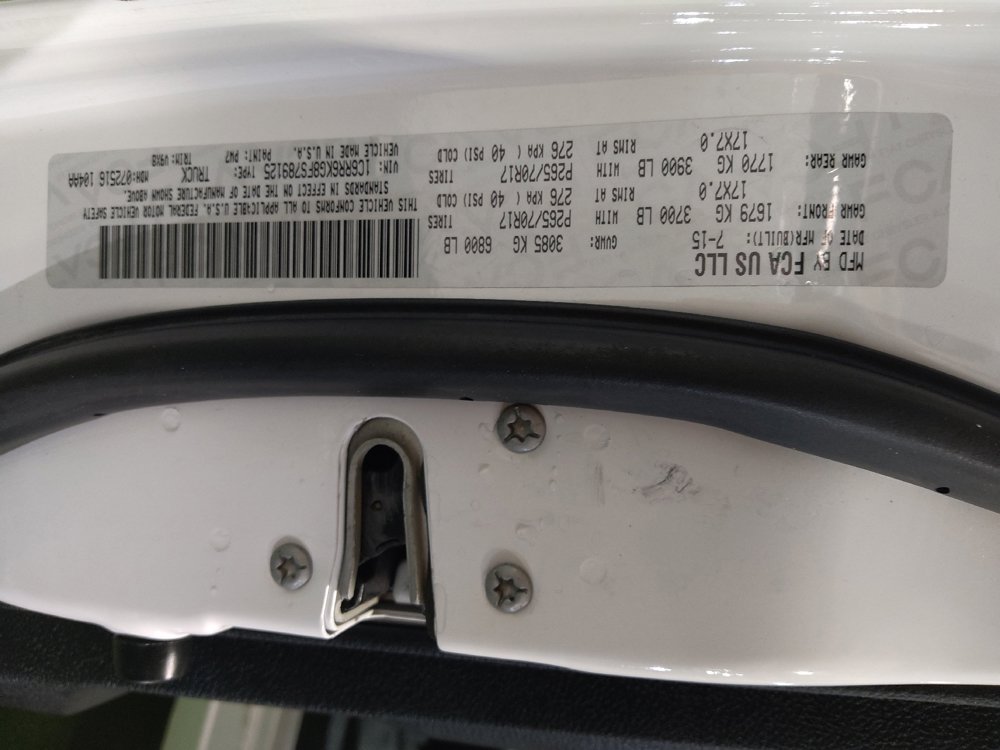 MFD BY FCA US LLC
DATE OF MFR(BUILT): 7-15 GVWR: 3085 KG 6800 LB
GAWR FRONT: 1679 KG 3700 LB WITH P265/70R17 TIRES
17X7.0 RIMS AT 276 KPA ( 40 PSI) COLD
GAWR REAR: 1770 KG 3900 LB WITH P265/70R17 TIRES
17X7.0 RIMS AT 276 KPA ( 40 PSI) COLD
THIS VEHICLE CONFORMS TO ALL APPLICABLE U.S.A. FEDERAL MOTOR VEHICLE SAFETY
STANDARDS IN EFFECT ON THE DATE OF MANUFACTURE SHOWN ABOVE.
VIN: TYPE: TRUCK MDH: 072516 104AA
VEHICLE MADE IN U.S.A. PAINT: PW7 TRIM: V9X8